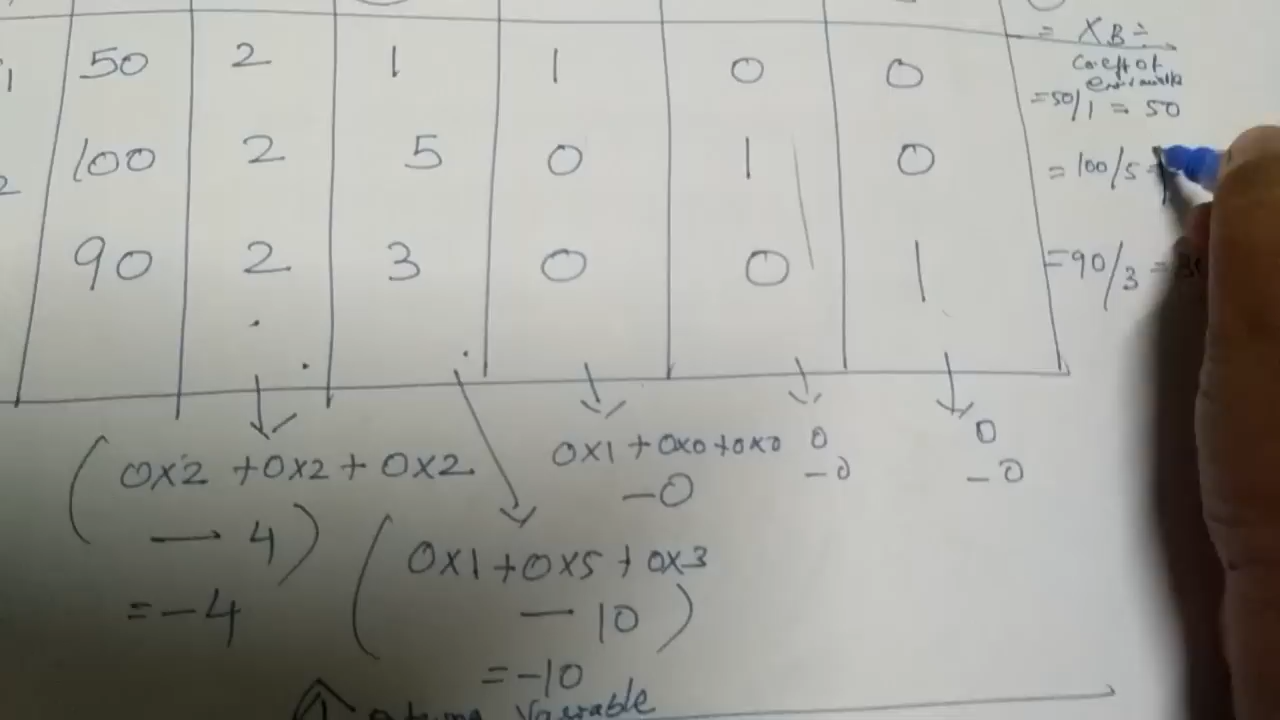 = XB ÷
1 50 2 1 1 0 0
Coeff of
= 50/1 = 50
2 100 2 5 0 1 0 = 100/5 =
90 2 3 0 0 1 = 90/3 =
(0x2 + 0x2 + 0x2
— 4)
= -4
(0x1 + 0x5 + 0x3
— 10)
= -10
0x1 + 0x0 + 0x0
- 0
0
- 0
0
- 0
Variable